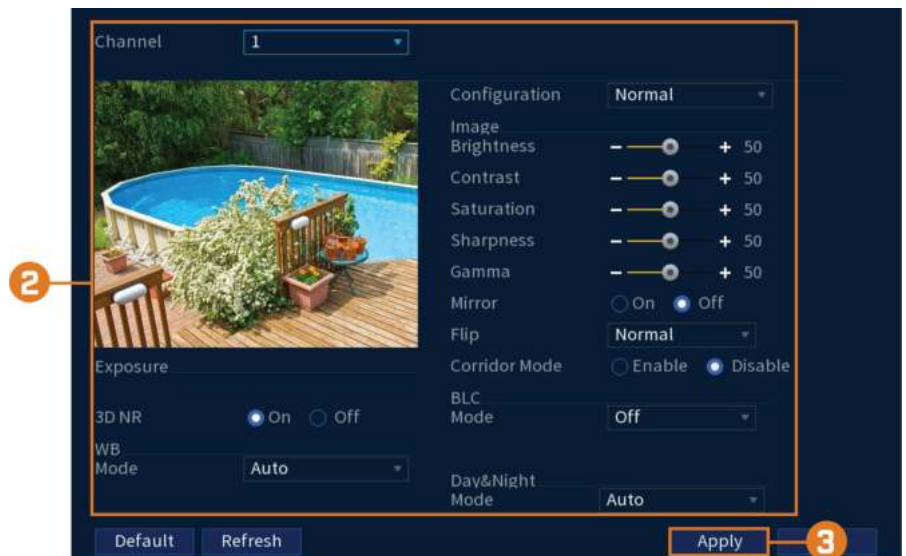 Channel 1
Configuration Normal
Image
Brightness - + 50
Contrast - + 50
Saturation - + 50
Sharpness - + 50
Gamma - + 50
Mirror On Off
Flip Normal
Exposure
Corridor Mode Enable Disable
BLC
3D NR On Off
Mode Off
WB
Mode Auto
Day&Night
Mode Auto
Default Refresh Apply
2
3